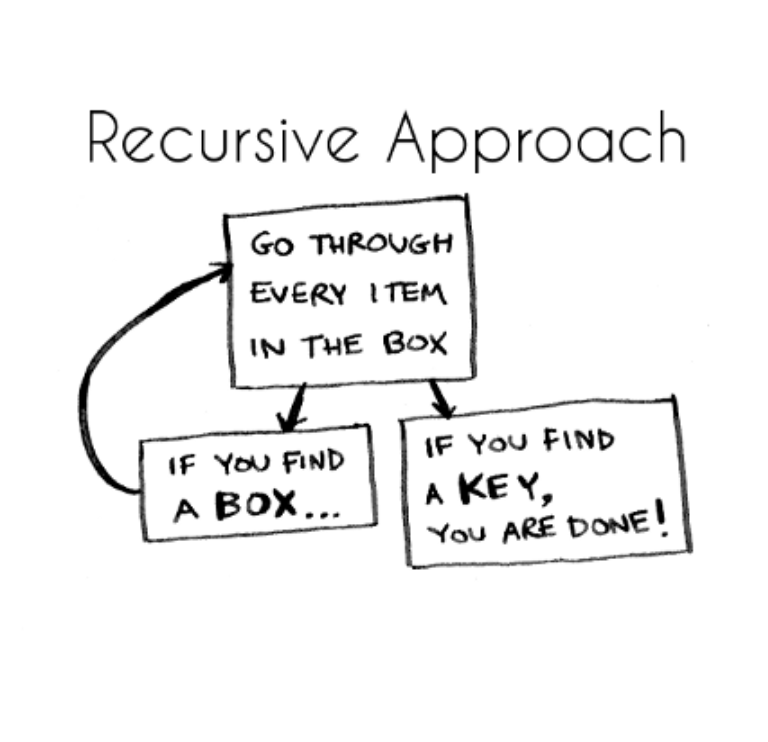 Recursive Approach
GO THROUGH
EVERY ITEM
IN THE BOX
IF YOU FIND
A BOX...
IF YOU FIND
A KEY,
YOU ARE DONE!